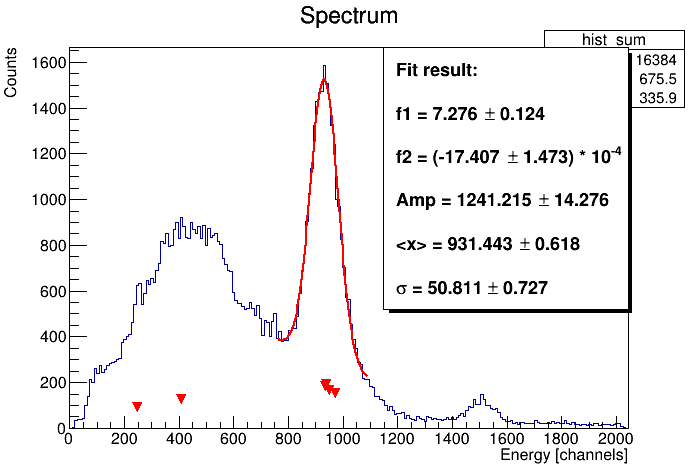 Spectrum
hist_sum
16384
675.5
335.9
Fit result:
f1 = 7.276 ± 0.124
f2 = (-17.407 ± 1.473) * 10⁻⁴
Amp = 1241.215 ± 14.276
<x> = 931.443 ± 0.618
σ = 50.811 ± 0.727
Counts
1600
1400
1200
1000
800
600
400
200
0
0 200 400 600 800 1000 1200 1400 1600 1800 2000
Energy [channels]